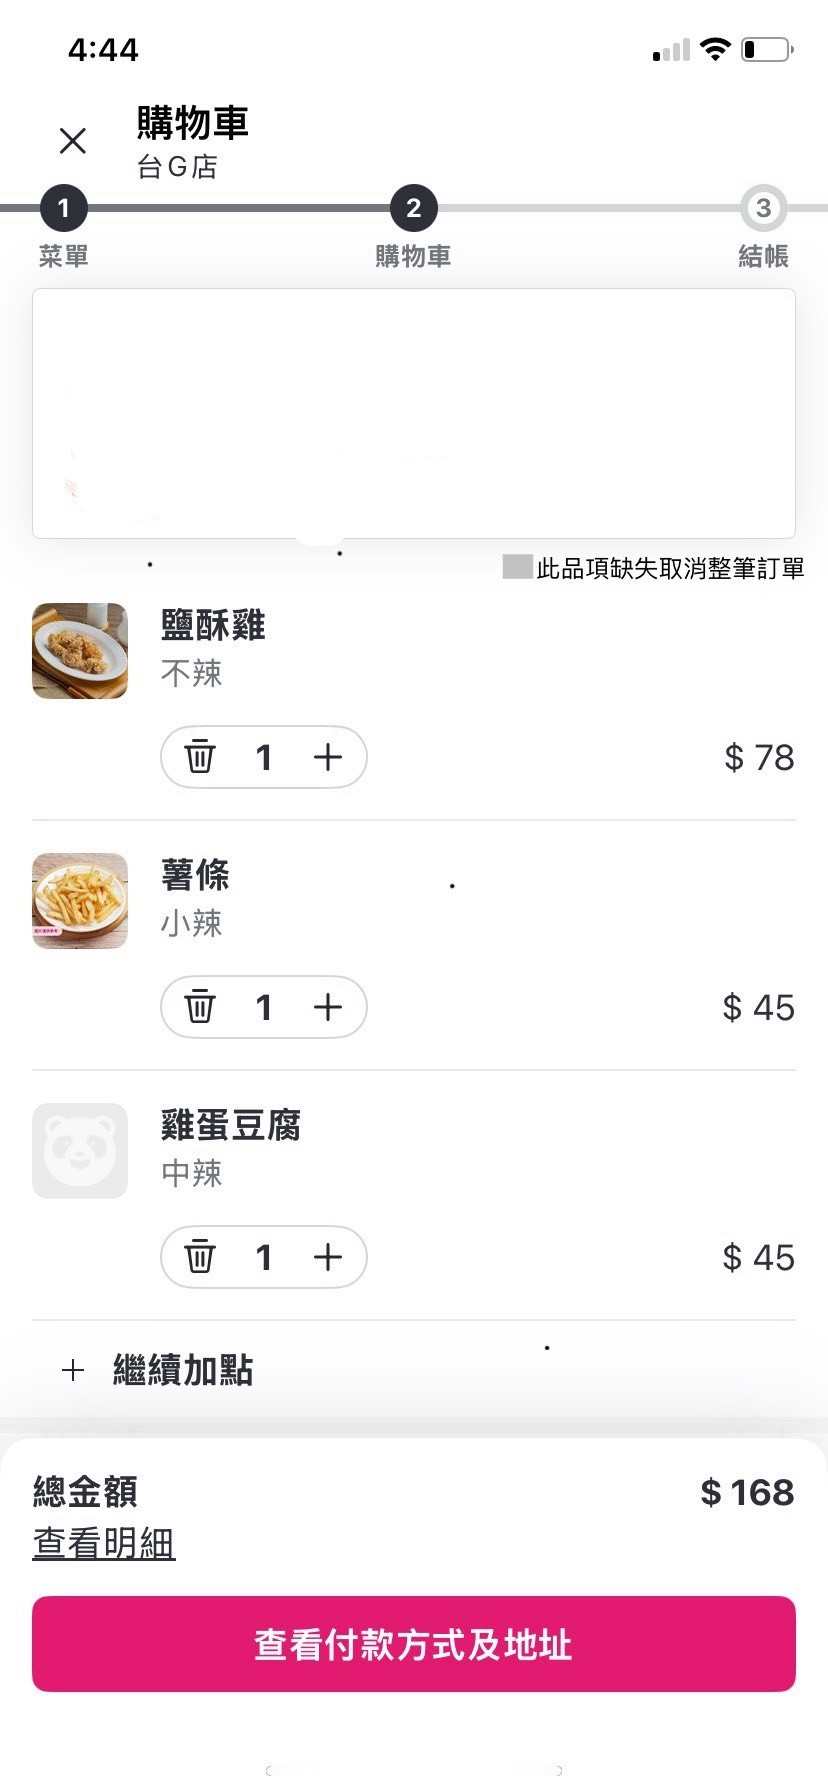 4:44
購物車
台G店
1
2
3
菜單
購物車
結帳
此品項缺失取消整筆訂單
鹽酥雞
不辣
1
$ 78
薯條
小辣
1
$ 45
雞蛋豆腐
中辣
1
$ 45
繼續加點
總金額
$ 168
查看明細
查看付款方式及地址